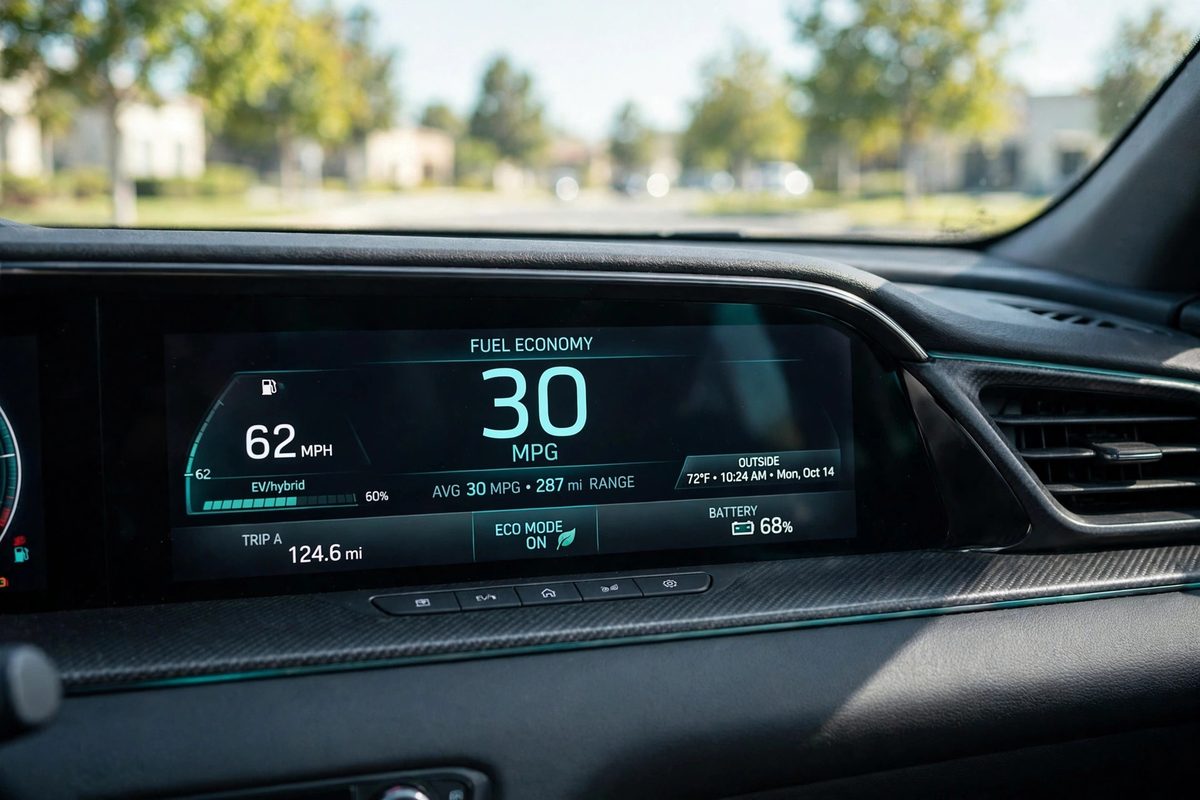 FUEL ECONOMY
30
MPG
62 MPH
62
EV/hybrid
60%
AVG 30 MPG • 287 mi RANGE
OUTSIDE
72°F • 10:24 AM • Mon, Oct 14
TRIP A
124.6 mi
ECO MODE
ON
BATTERY
68%